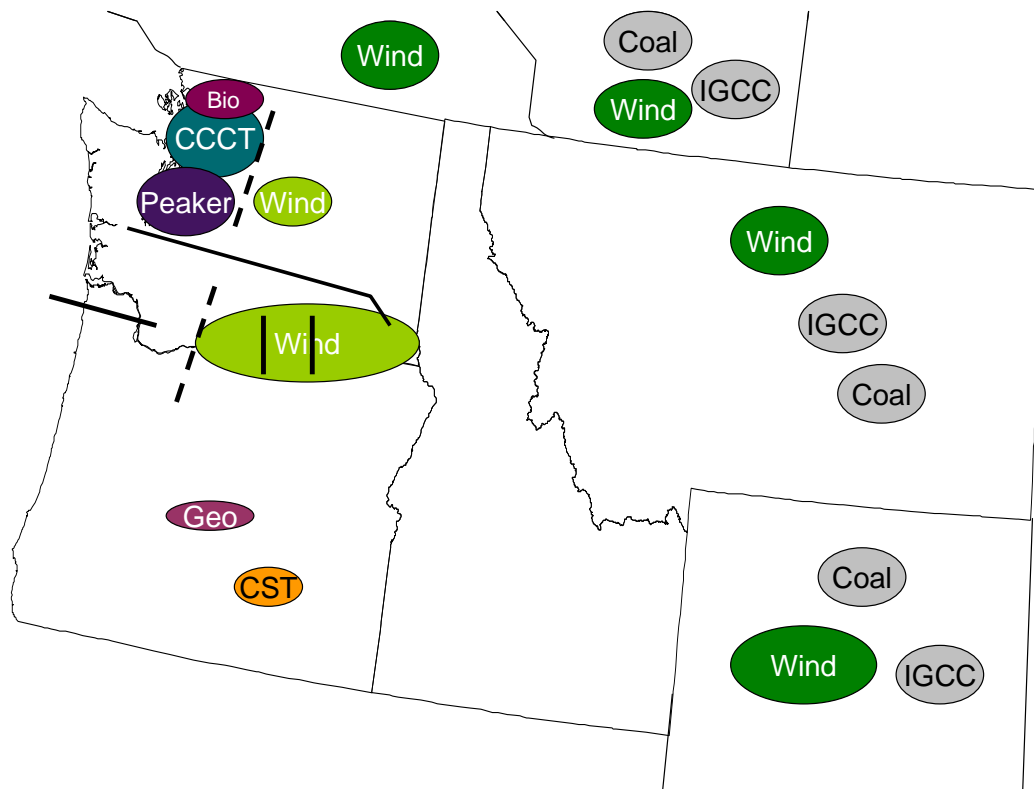 Wind
Coal
IGCC
Wind
Bio
CCCT
Peaker
Wind
Wind
IGCC
Wind
Coal
Geo
CST
Coal
Wind
IGCC